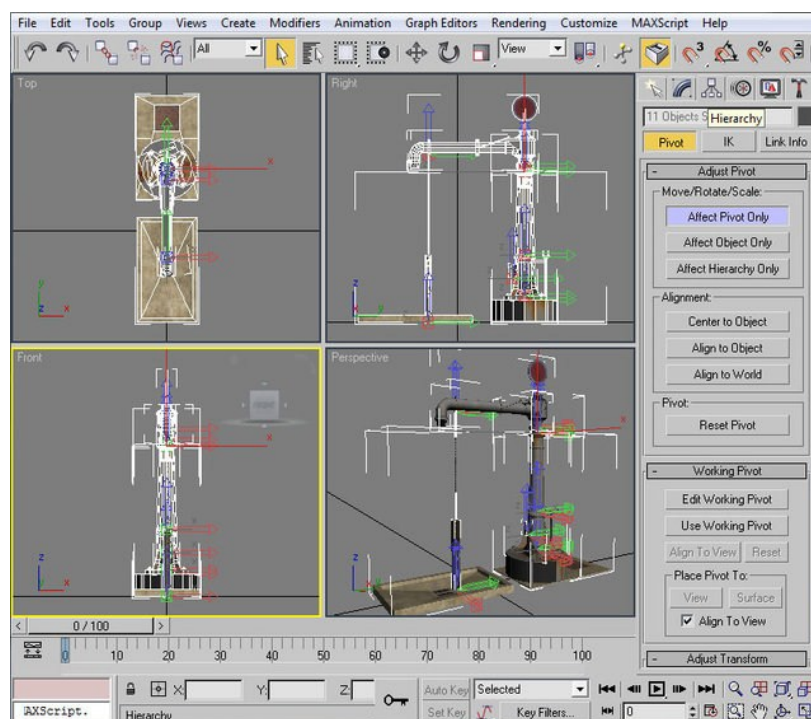 File Edit Tools Group Views Create Modifiers Animation Graph Editors Rendering Customize MAXScript Help
All
View
3
%
Top
Right
11 Objects S
Hierarchy
Pivot IK Link Info
- Adjust Pivot
Move/Rotate/Scale:
Affect Pivot Only
Affect Object Only
Affect Hierarchy Only
Alignment:
Center to Object
Align to Object
Align to World
Pivot:
Reset Pivot
- Working Pivot
Edit Working Pivot
Use Working Pivot
Align To View Reset
Place Pivot To:
View Surface
Align To View
- Adjust Transform
x
y
z x
z y
Front
Perspective
x
x
z x
z
< 0 / 100 >
0 10 20 30 40 50 60 70 80 90 100
X: Y: Z:
Auto Key Selected
AXScript. Hierarchy
Set Key Key Filters...
0